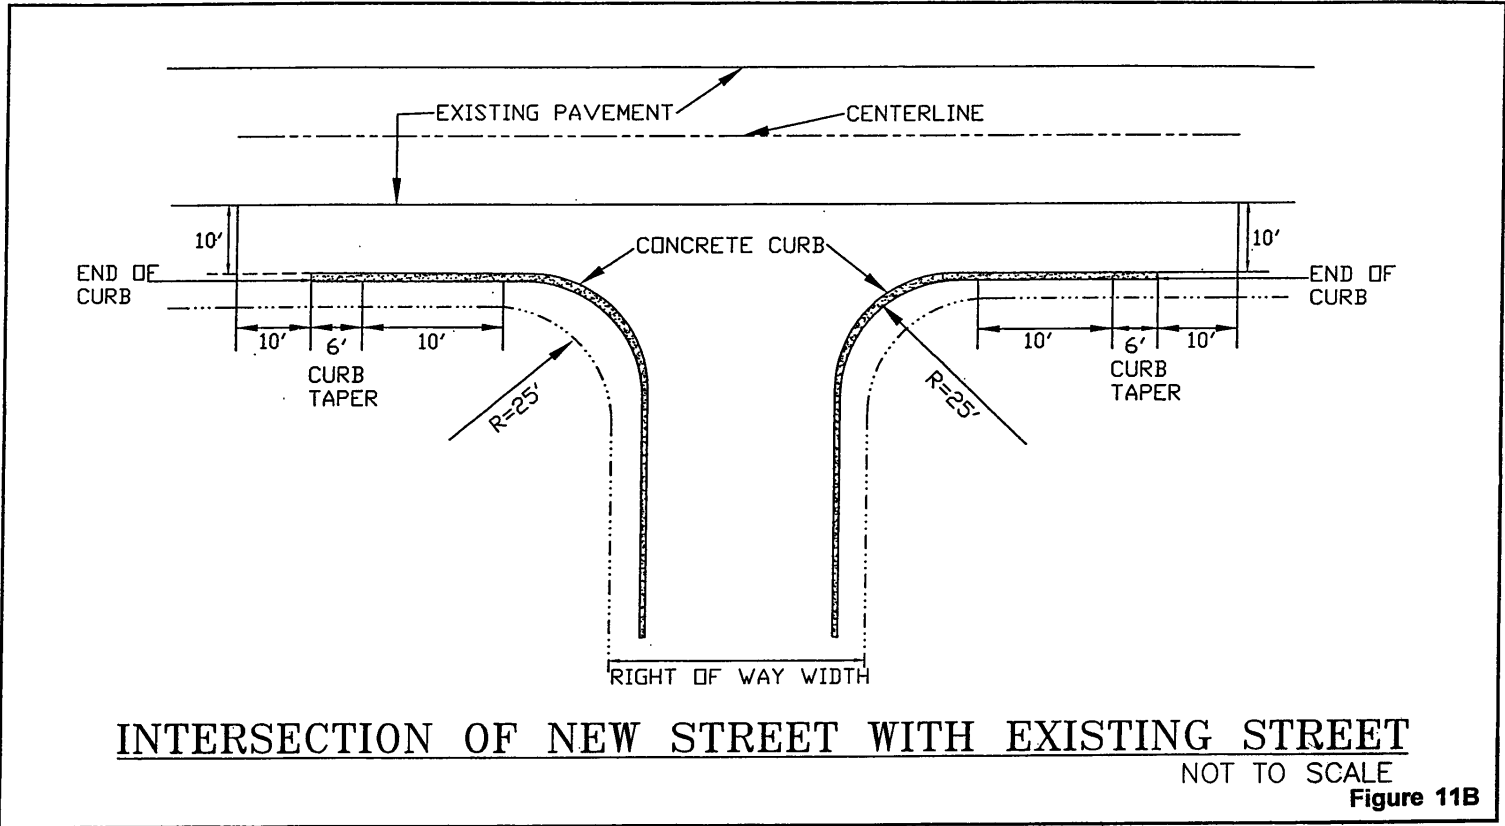 EXISTING PAVEMENT
CENTERLINE
10'
CONCRETE CURB
10'
END OF
CURB
END OF
CURB
10'
6'
10'
CURB
TAPER
10'
6'
10'
CURB
TAPER
R=25'
R=25'
RIGHT OF WAY WIDTH
INTERSECTION OF NEW STREET WITH EXISTING STREET
NOT TO SCALE
Figure 11B